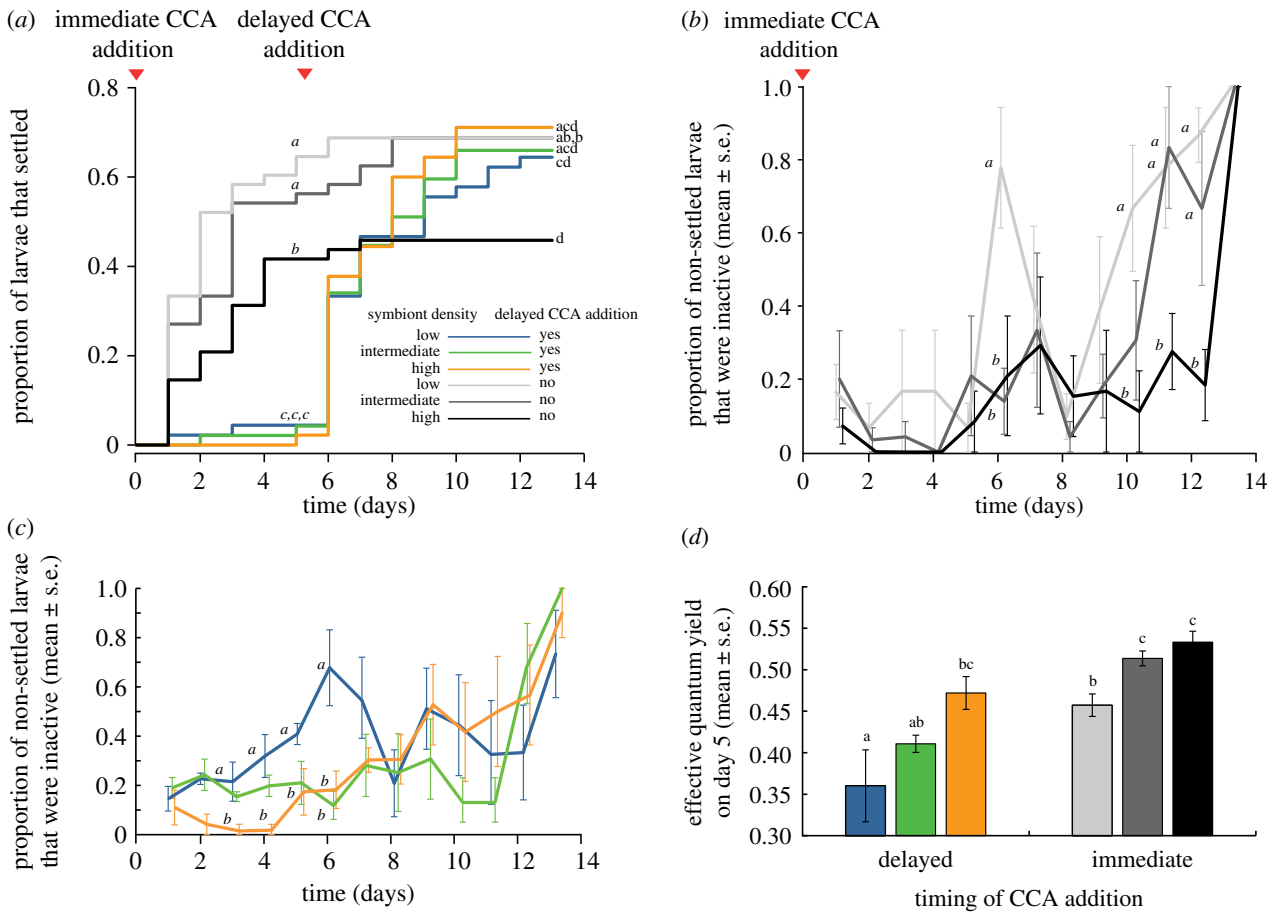 (a)
immediate CCA addition
delayed CCA addition
proportion of larvae that settled
0.8
0.6
0.4
0.2
0
a
a
b
c,c,c
acd
ab,b
acd
cd
d
symbiont density delayed CCA addition
low yes
intermediate yes
high yes
low no
intermediate no
high no
0 2 4 6 8 10 12 14
time (days)
(b)
immediate CCA addition
proportion of non-settled larvae
that were inactive (mean ± s.e.)
1.0
0.8
0.6
0.4
0.2
0
a
b
b
a
a
a
a
b
b
b
0 2 4 6 8 10 12 14
time (days)
(c)
proportion of non-settled larvae
that were inactive (mean ± s.e.)
1.0
0.8
0.6
0.4
0.2
0
a
a
a
a
b
b
b
b
b
0 2 4 6 8 10 12 14
time (days)
(d)
effective quantum yield
on day 5 (mean ± s.e.)
0.60
0.55
0.50
0.45
0.40
0.35
0.30
a
ab
bc
b
c
c
delayed immediate
timing of CCA addition